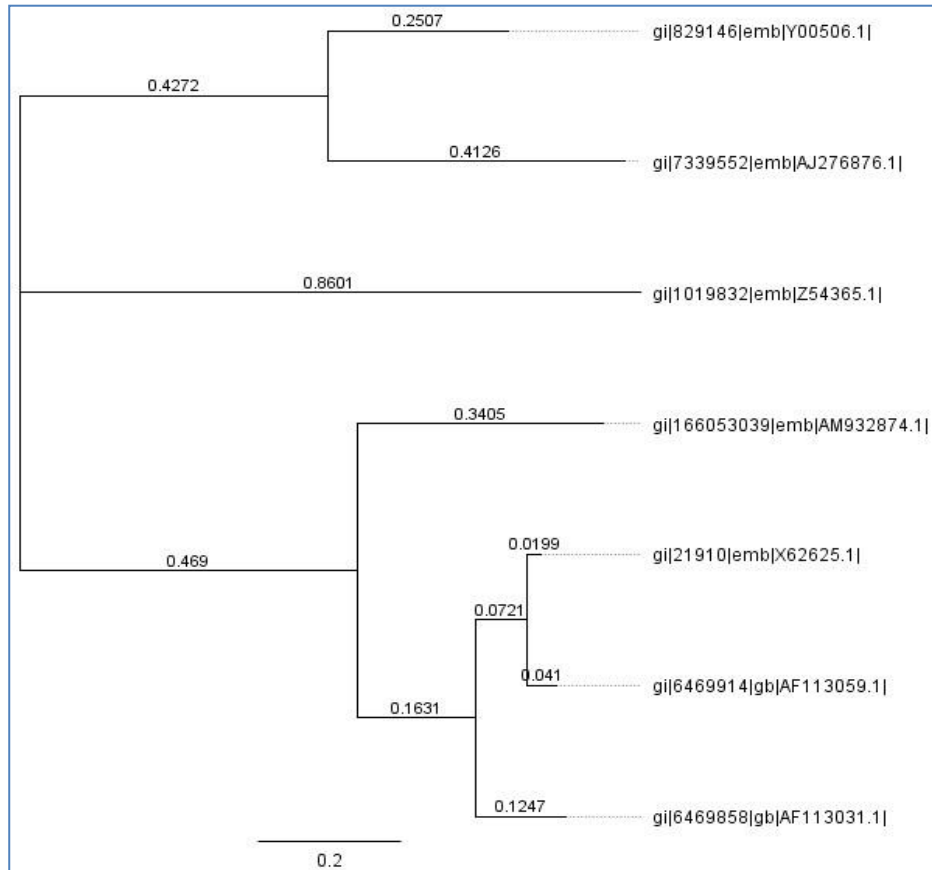 0.2507
gi|829146|emb|Y00506.1|
0.4272
0.4126
gi|7339552|emb|AJ276876.1|
0.8601
gi|1019832|emb|Z54365.1|
0.3405
gi|166053039|emb|AM932874.1|
0.469
0.0199
gi|21910|emb|X62625.1|
0.0721
0.041
gi|6469914|gb|AF113059.1|
0.1631
0.1247
gi|6469858|gb|AF113031.1|
0.2